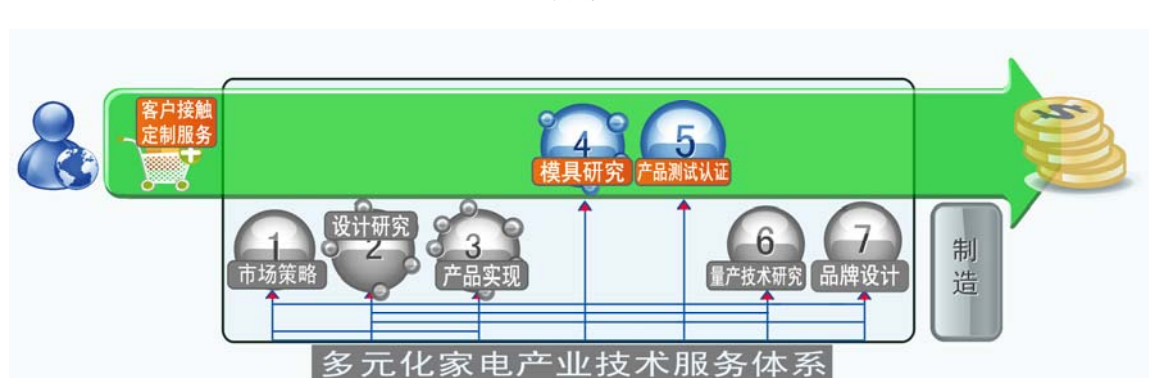 客户接触
定制服务
4
模具研究
5
产品测试认证
1
市场策略
设计研究
2
3
产品实现
6
量产技术研究
7
品牌设计
制
造
$
多元化家电产业技术服务体系